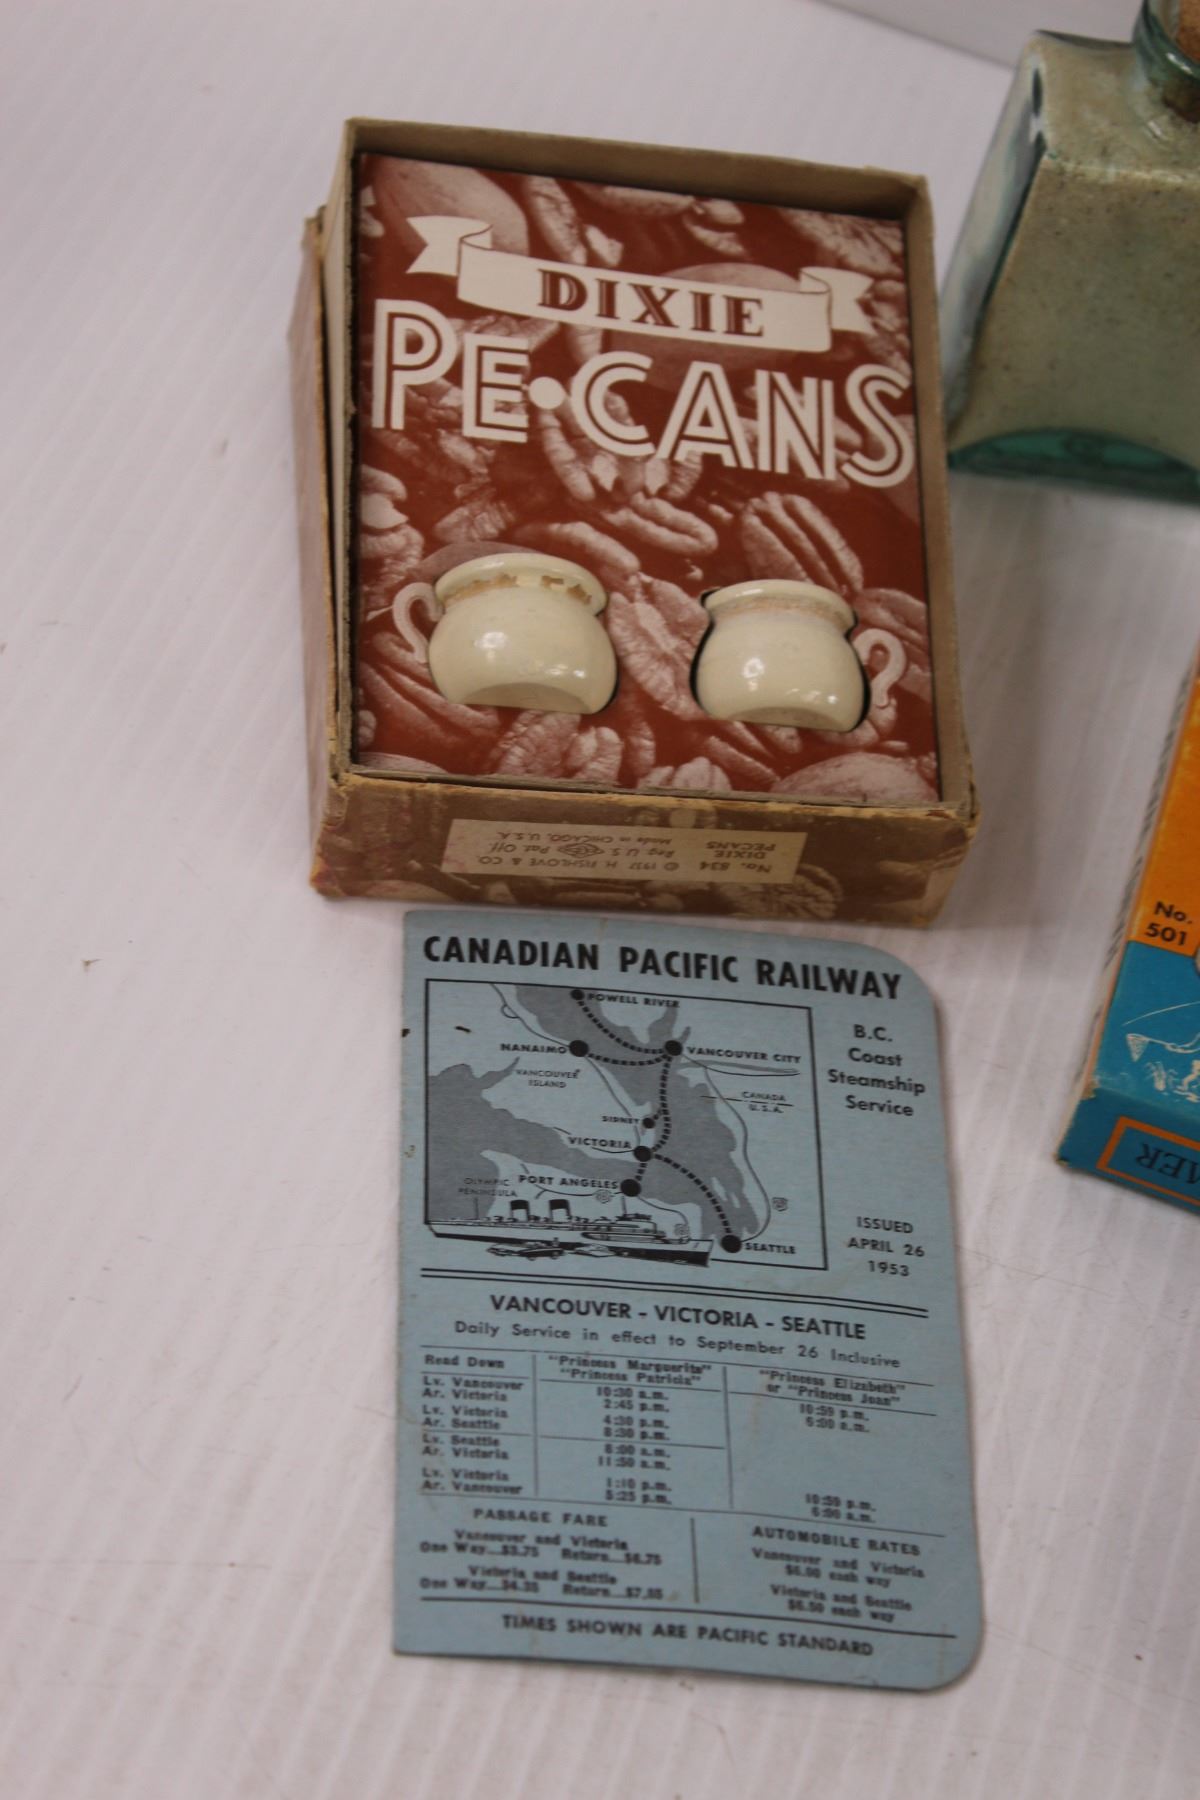 DIXIE
PE·CANS
No. 834 © 1937 H. FISHLOVE & CO.
DIXIE Reg. U.S. Pat. Off.
PECANS Made in CHICAGO, U.S.A.
CANADIAN PACIFIC RAILWAY
POWELL RIVER
NANAIMO
VANCOUVER CITY
VANCOUVER
ISLAND
CANADA
U.S.A.
SIDNEY
VICTORIA
OLYMPIC
PENINSULA
PORT ANGELES
SEATTLE
B.C.
Coast
Steamship
Service
ISSUED
APRIL 26
1953
VANCOUVER - VICTORIA - SEATTLE
Daily Service in effect to September 26 Inclusive
Read Down "Princess Marguerite" "Princess Elizabeth"
"Princess Patricia" or "Princess Joan"
Lv. Vancouver 10:30 a.m. 10:59 p.m.
Ar. Victoria 2:45 p.m. 6:00 a.m.
Lv. Victoria 4:30 p.m.
Ar. Seattle 8:30 p.m.
Lv. Seattle 8:00 a.m.
Ar. Victoria 11:50 a.m.
Lv. Victoria 1:10 p.m. 10:59 p.m.
Ar. Vancouver 5:25 p.m. 6:00 a.m.
PASSAGE FARE
Vancouver and Victoria
One Way...$3.75 Return...$6.75
Victoria and Seattle
One Way...$4.35 Return...
AUTOMOBILE RATES
Vancouver and Victoria
each way
Victoria and Seattle
$6.50 each way
TIMES SHOWN ARE PACIFIC STANDARD
No.
501
MER